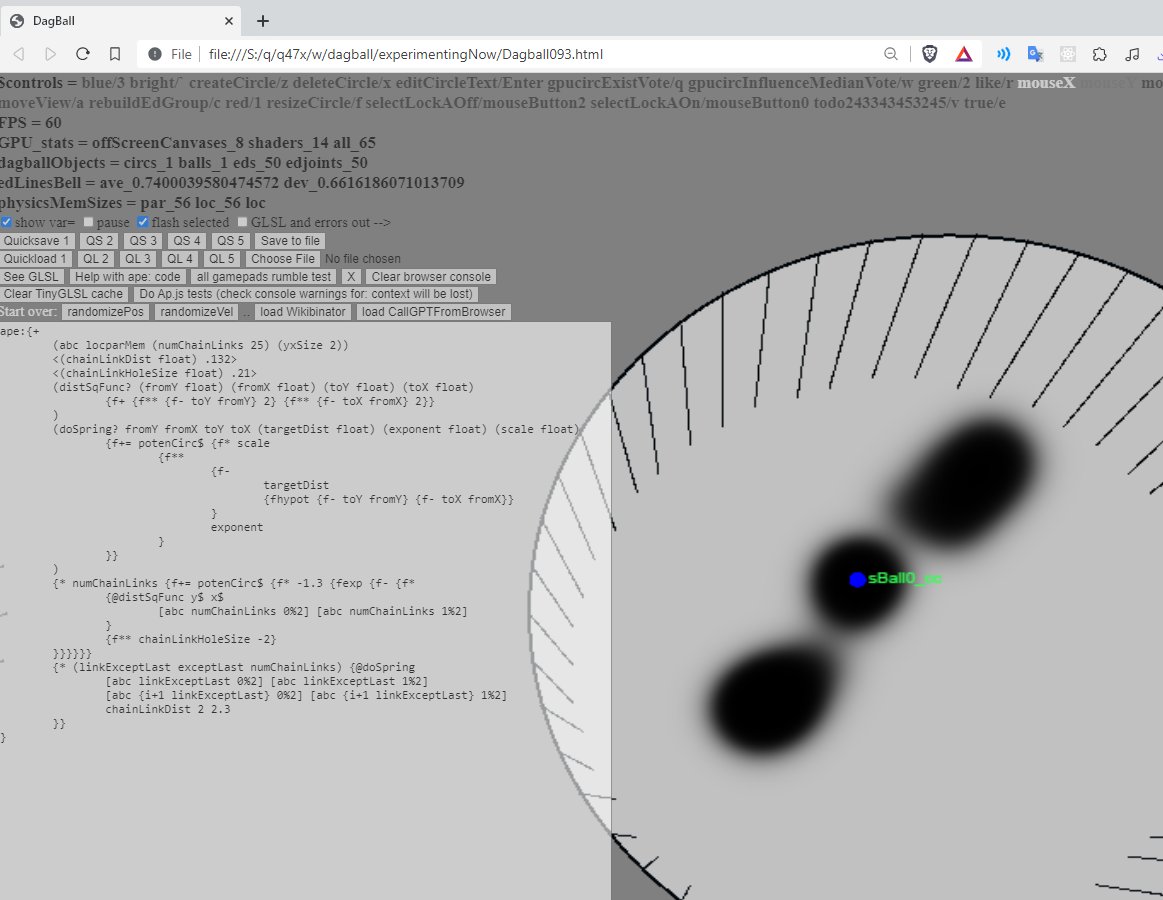 DagBall
File file:///S:/q/q47x/w/dagball/experimentingNow/Dagball093.html
$controls = blue/3 bright/` createCircle/z deleteCircle/x editCircleText/Enter gpucircExistVote/q gpucircInfluenceMedianVote/w green/2 like/r mouseX mouseY mo
moveView/a rebuildEdGroup/c red/1 resizeCircle/f selectLockAOff/mouseButton2 selectLockAOn/mouseButton0 todo243343453245/v true/e
FPS = 60
GPU_stats = offScreenCanvases_8 shaders_14 all_65
dagballObjects = circs_1 balls_1 eds_50 edjoints_50
edLinesBell = ave_0.7400039580474572 dev_0.6616186071013709
physicsMemSizes = par_56 loc_56 loc
show var= pause flash selected GLSL and errors out -->
Quicksave 1 QS 2 QS 3 QS 4 QS 5 Save to file
Quickload 1 QL 2 QL 3 QL 4 QL 5 Choose File No file chosen
See GLSL Help with ape: code all gamepads rumble test X Clear browser console
Clear TinyGLSL cache Do Ap.js tests (check console warnings for: context will be lost)
Start over: randomizePos randomizeVel .. load Wikibinator load CallGPTFromBrowser
ape:{+
(abc locparMem (numChainLinks 25) (yxSize 2))
<(chainLinkDist float) .132>
<(chainLinkHoleSize float) .21>
(distSqFunc? (fromY float) (fromX float) (toY float) (toX float)
{f+ {f** {f- toY fromY} 2} {f** {f- toX fromX} 2}}
)
(doSpring? fromY fromX toY toX (targetDist float) (exponent float) (scale float)
{f+= potenCirc$ {f* scale
{f**
{f-
targetDist
{fhypot {f- toY fromY} {f- toX fromX}}
}
exponent
}
}}
)
{* numChainLinks {f+= potenCirc$ {f* -1.3 {fexp {f- {f*
{@distSqFunc y$ x$
[abc numChainLinks 0%2] [abc numChainLinks 1%2]
}
{f** chainLinkHoleSize -2}
}}}}}}
{* (linkExceptLast exceptLast numChainLinks) {@doSpring
[abc linkExceptLast 0%2] [abc linkExceptLast 1%2]
[abc {i+1 linkExceptLast} 0%2] [abc {i+1 linkExceptLast} 1%2]
chainLinkDist 2 2.3
}}
}